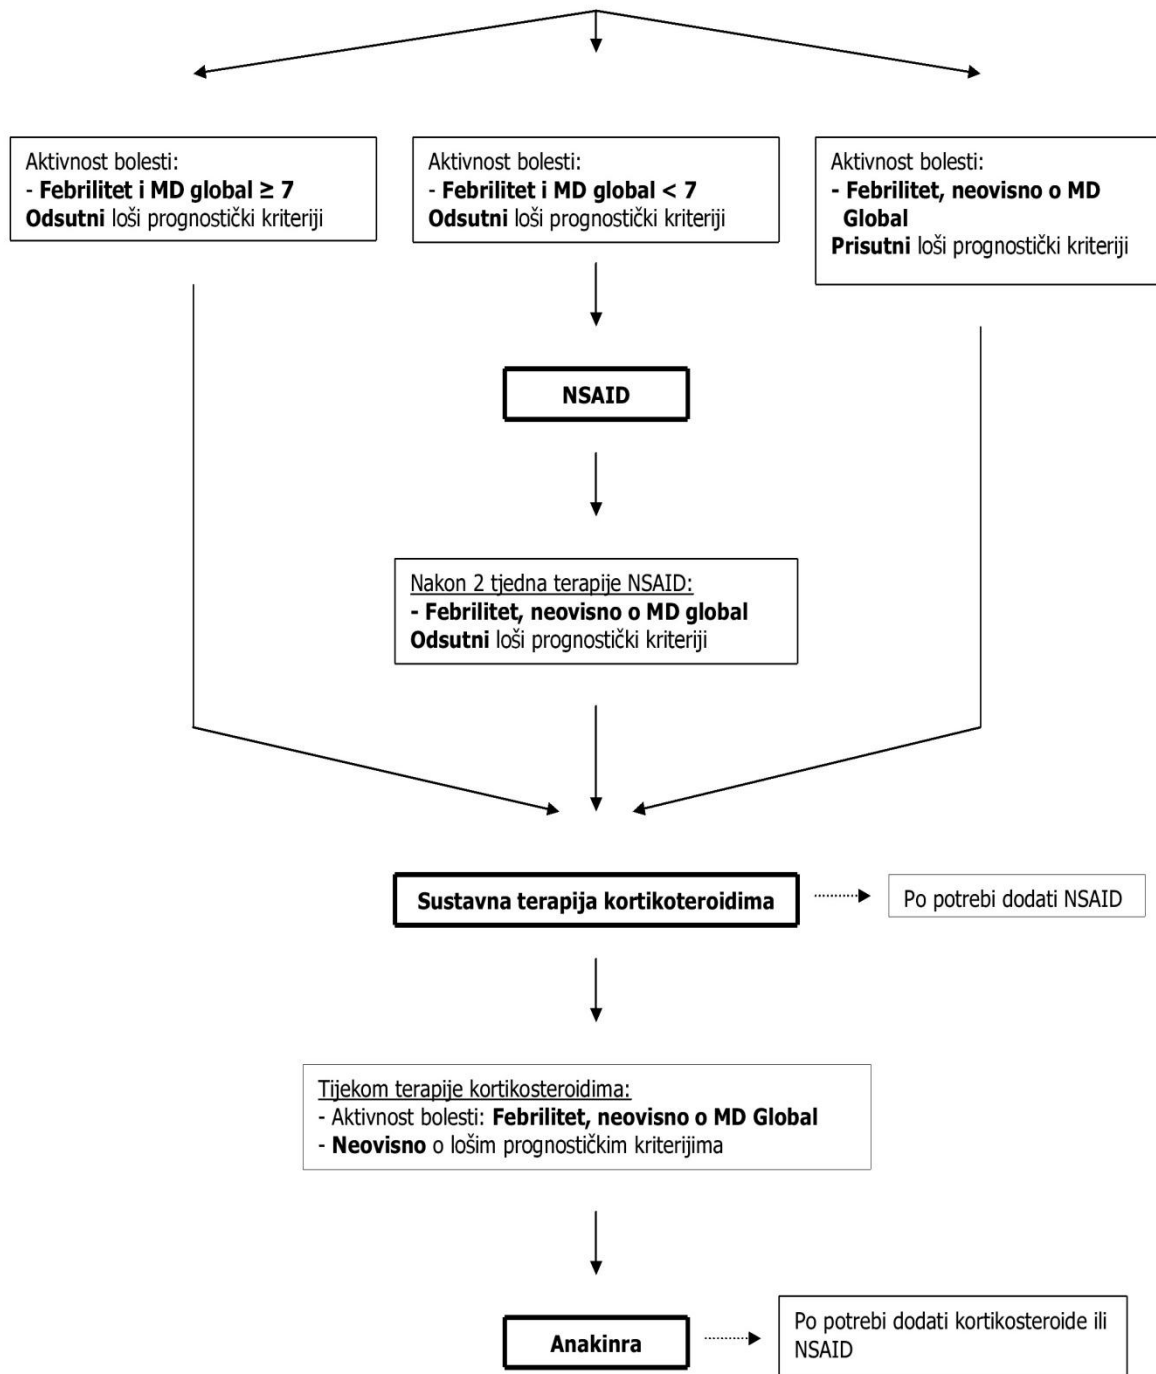 Aktivnost bolesti:
- Febrilitet i MD global ≥ 7
Odsutni loši prognostički kriteriji
Aktivnost bolesti:
- Febrilitet i MD global < 7
Odsutni loši prognostički kriteriji
Aktivnost bolesti:
- Febrilitet, neovisno o MD
Global
Prisutni loši prognostički kriteriji
NSAID
Nakon 2 tjedna terapije NSAID:
- Febrilitet, neovisno o MD global
Odsutni loši prognostički kriteriji
Sustavna terapija kortikoteroidima
Po potrebi dodati NSAID
Tijekom terapije kortikosteroidima:
- Aktivnost bolesti: Febrilitet, neovisno o MD Global
- Neovisno o lošim prognostičkim kriterijima
Anakinra
Po potrebi dodati kortikosteroide ili
NSAID